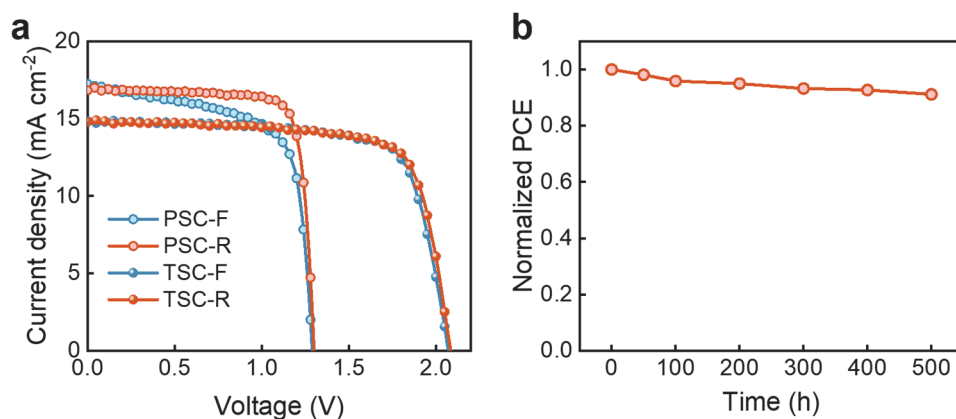 a
20
15
10
5
0
Current density (mA cm⁻²)
PSC-F
PSC-R
TSC-F
TSC-R
0.0 0.5 1.0 1.5 2.0
Voltage (V)
b
1.0
0.8
0.6
0.4
0.2
0.0
Normalized PCE
0 100 200 300 400 500
Time (h)